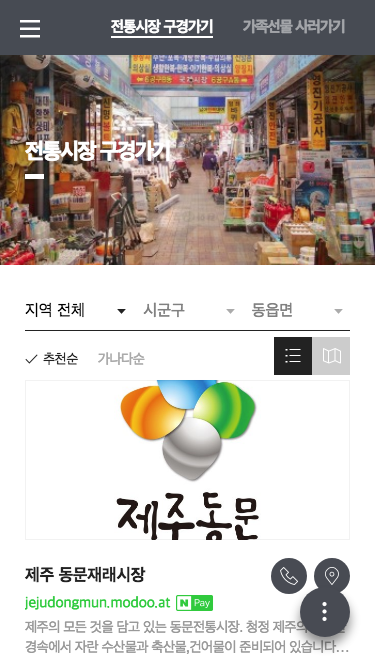 전통시장 구경가기
가족선물 사러가기
전통시장 구경가기
지역 전체
시군구
동읍면
추천순
가나다순
제주동문
제주 동문재래시장
jejudongmun.modoo.at N Pay
제주의 모든 것을 담고 있는 동문전통시장. 청정 제주의
경속에서 자란 수산물과 축산물,건어물이 준비되어 있습니다...